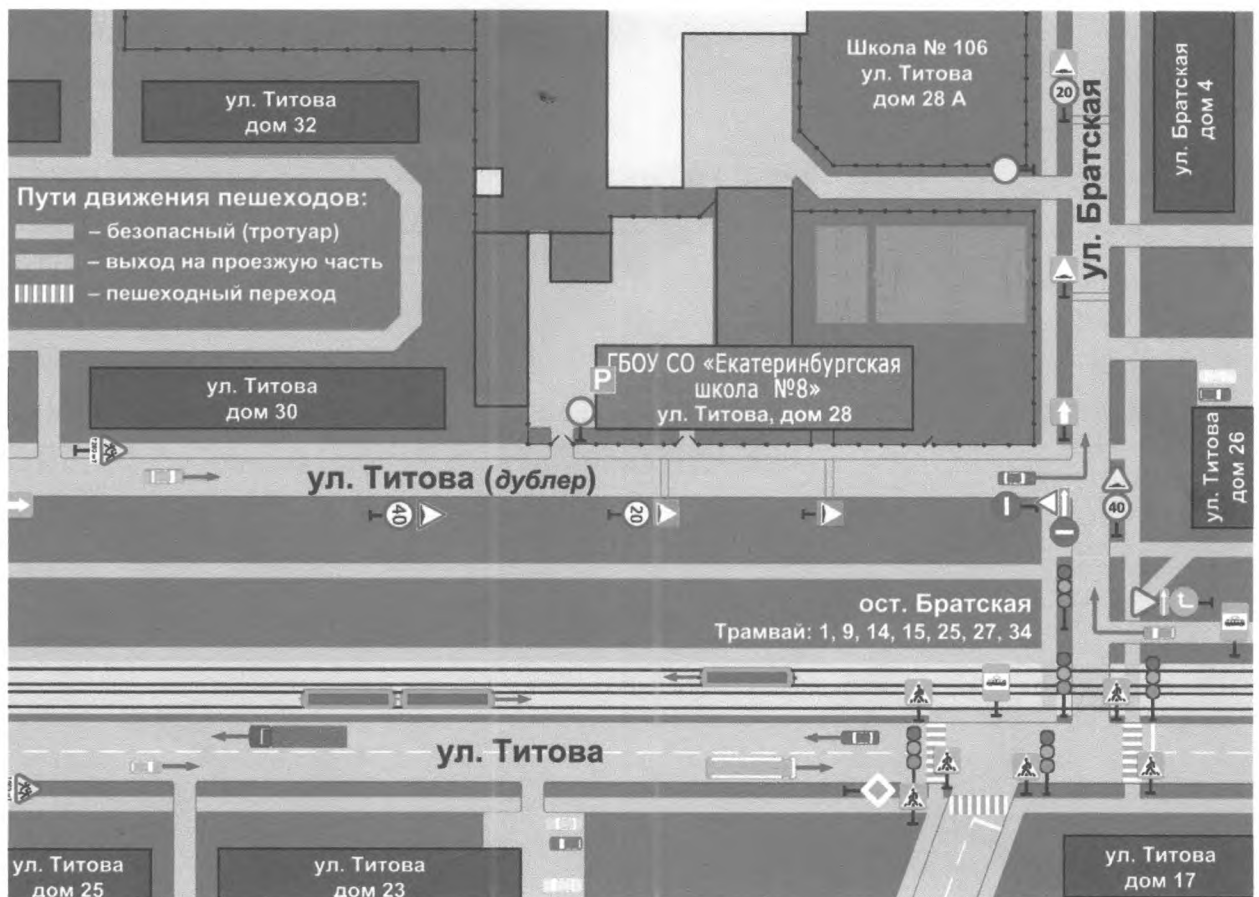 ул. Титова
дом 32
Школа № 106
ул. Титова
дом 28 А
20
ул. Братская
ул. Братская
дом 4
Пути движения пешеходов:
– безопасный (тротуар)
– выход на проезжую часть
– пешеходный переход
ул. Титова
дом 30
P
ГБОУ СО «Екатеринбургская
школа №8»
ул. Титова, дом 28
ул. Титова
дом 26
ул. Титова (дублер)
40
20
40
ост. Братская
Трамвай: 1, 9, 14, 15, 25, 27, 34
ул. Титова
ул. Титова
дом 25
ул. Титова
дом 23
ул. Титова
дом 17